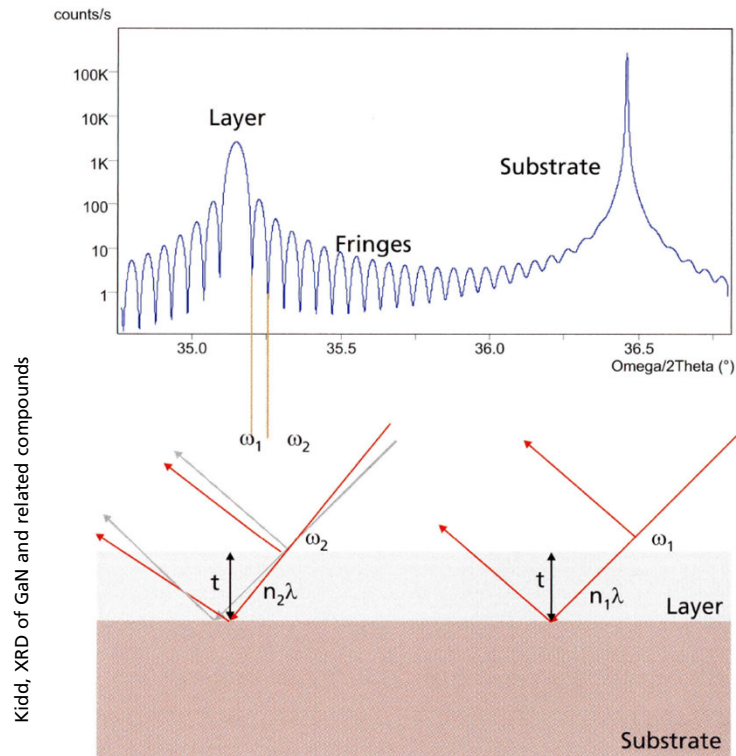 counts/s
100K
10K
1K
100
10
1
Layer
Substrate
Fringes
35.0
35.5
36.0
36.5
Omega/2Theta (°)
ω₁
ω₂
Kidd, XRD of GaN and related compounds
ω₂
ω₁
t
n₂λ
t
n₁λ
Layer
Substrate